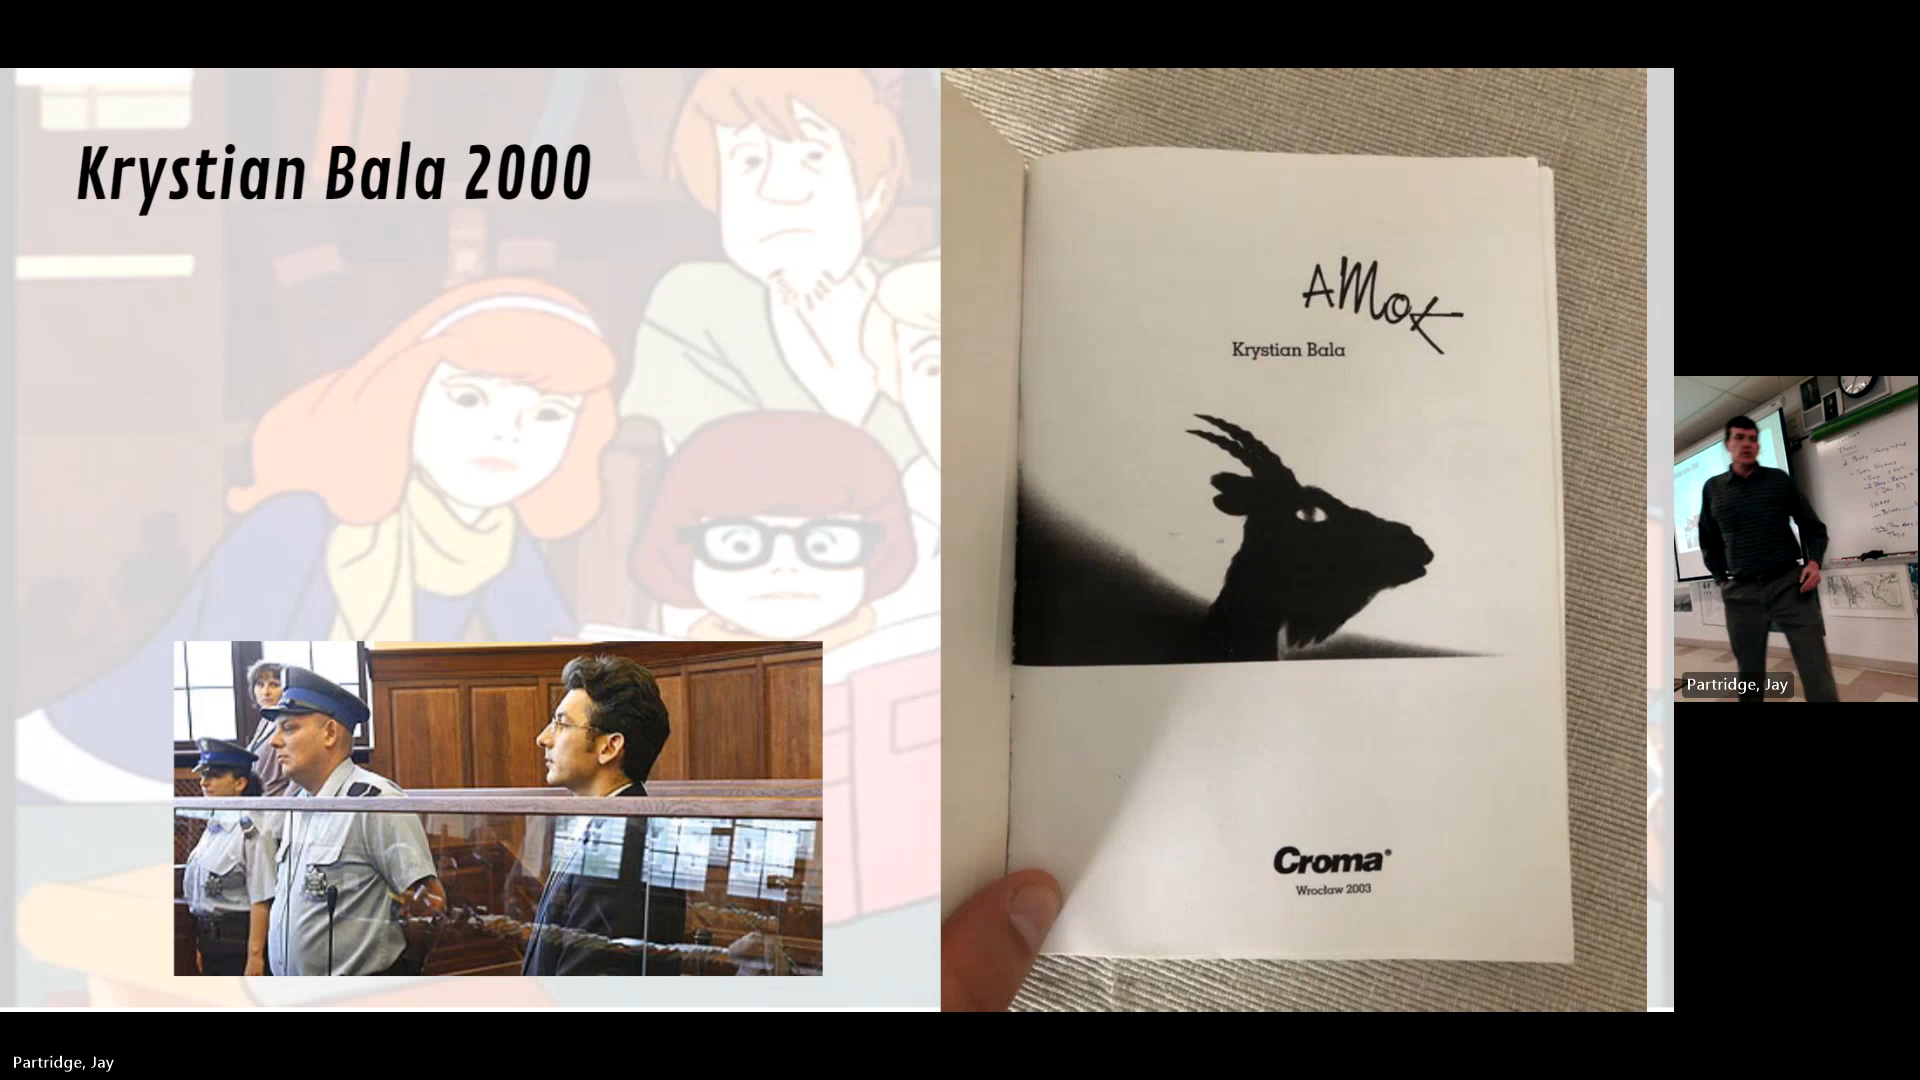 Krystian Bala 2000
AMOK
Krystian Bala
Croma®
Wrocław 2003
Partridge, Jay
Partridge, Jay